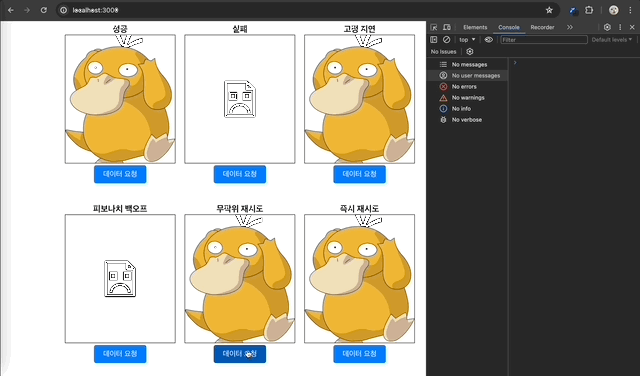 localhost:3000
Elements
Console
Recorder
top
Filter
Default levels
No Issues
No messages
No user messages
No errors
No warnings
No info
No verbose
성공
실패
고정 지연
데이터 요청
데이터 요청
데이터 요청
피보나치 백오프
무작위 재시도
즉시 재시도
데이터 요청
데이터 요청
데이터 요청